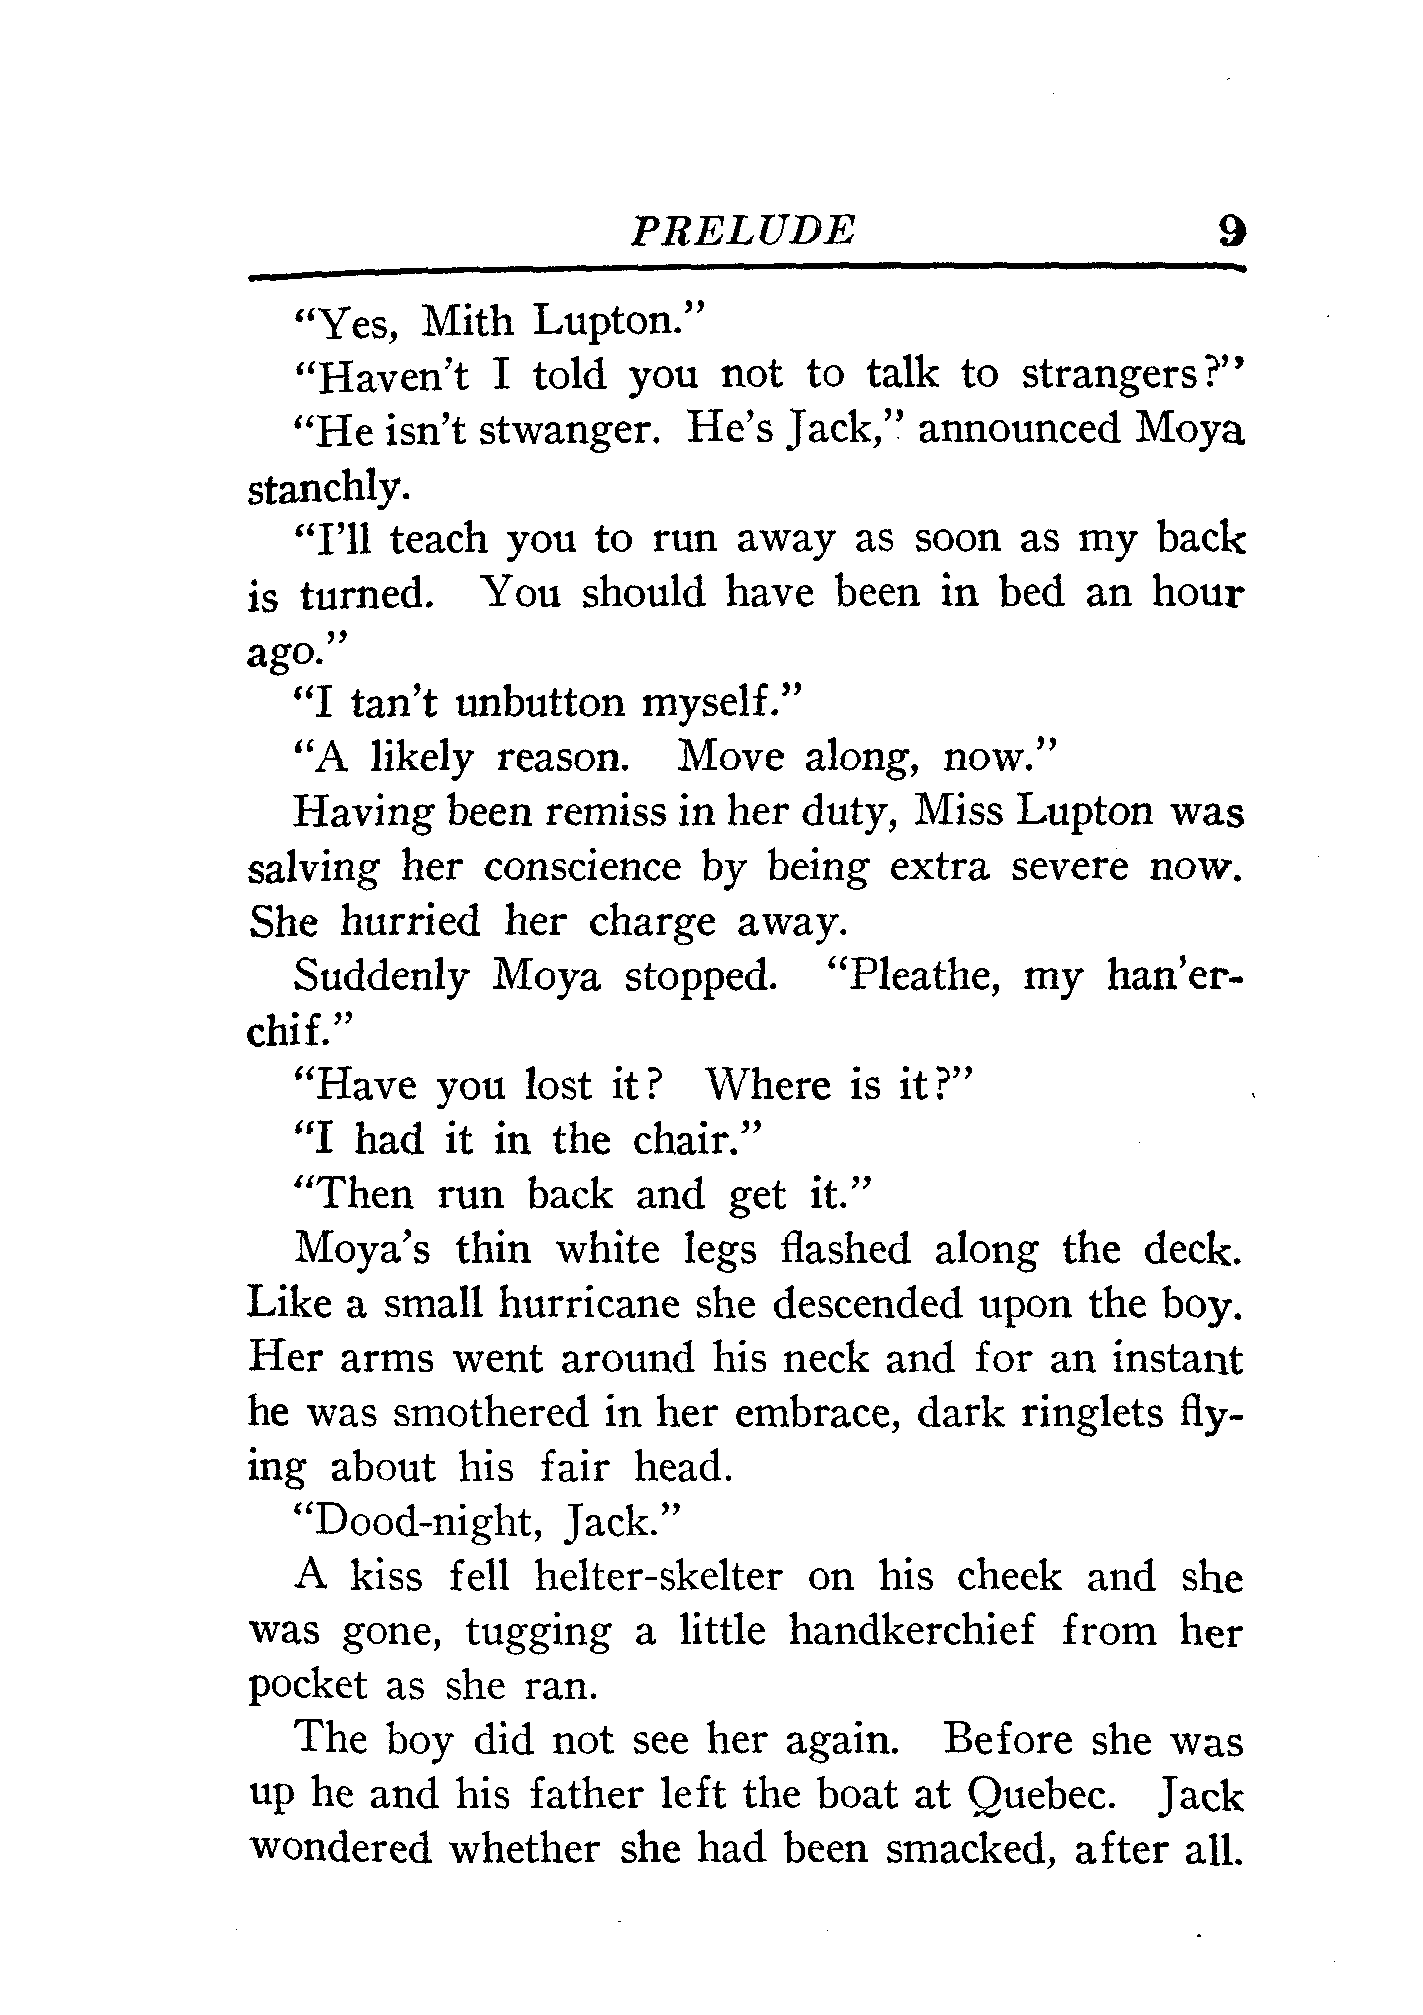 PRELUDE 9
“Yes, Mith Lupton.”
“Haven't I told you not to talk to strangers?”
“He isn't stwanger. He's Jack,” announced Moya
stanchly.
“I'll teach you to run away as soon as my back
is turned. You should have been in bed an hour
ago.”
“I tan't unbutton myself.”
“A likely reason. Move along, now.”
Having been remiss in her duty, Miss Lupton was
salving her conscience by being extra severe now.
She hurried her charge away.
Suddenly Moya stopped. “Pleathe, my han'er-
chif.”
“Have you lost it? Where is it?”
“I had it in the chair.”
“Then run back and get it.”
Moya's thin white legs flashed along the deck.
Like a small hurricane she descended upon the boy.
Her arms went around his neck and for an instant
he was smothered in her embrace, dark ringlets fly-
ing about his fair head.
“Dood-night, Jack.”
A kiss fell helter-skelter on his cheek and she
was gone, tugging a little handkerchief from her
pocket as she ran.
The boy did not see her again. Before she was
up he and his father left the boat at Quebec. Jack
wondered whether she had been smacked, after all.